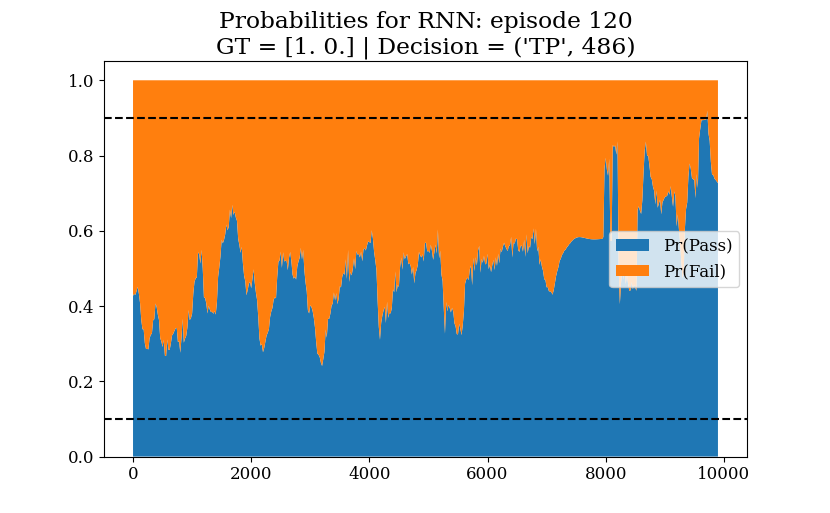 Probabilities for RNN: episode 120
GT = [1. 0.] | Decision = ('TP', 486)
1.0
0.8
0.6
0.4
0.2
0.0
Pr(Pass)
Pr(Fail)
0 2000 4000 6000 8000 10000